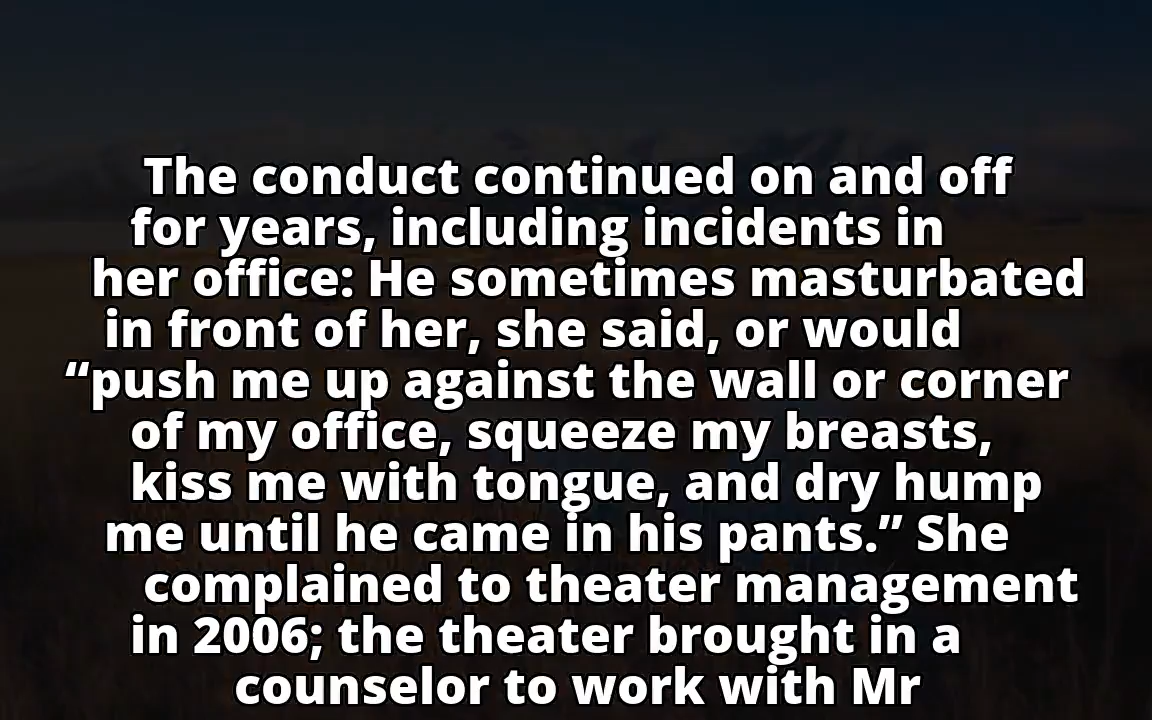 The conduct continued on and off
for years, including incidents in
her office: He sometimes masturbated
in front of her, she said, or would
“push me up against the wall or corner
of my office, squeeze my breasts,
kiss me with tongue, and dry hump
me until he came in his pants.” She
complained to theater management
in 2006; the theater brought in a
counselor to work with Mr